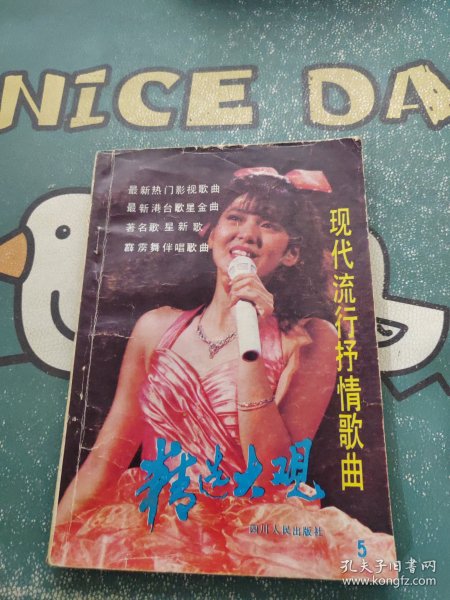 NICE DA
最新热门影视歌曲
最新港台歌星金曲
著名歌星新歌
霹雳舞伴唱歌曲
现代流行抒情歌曲
精选大观
四川人民出版社
5
孔夫子旧书网
kongfz.com